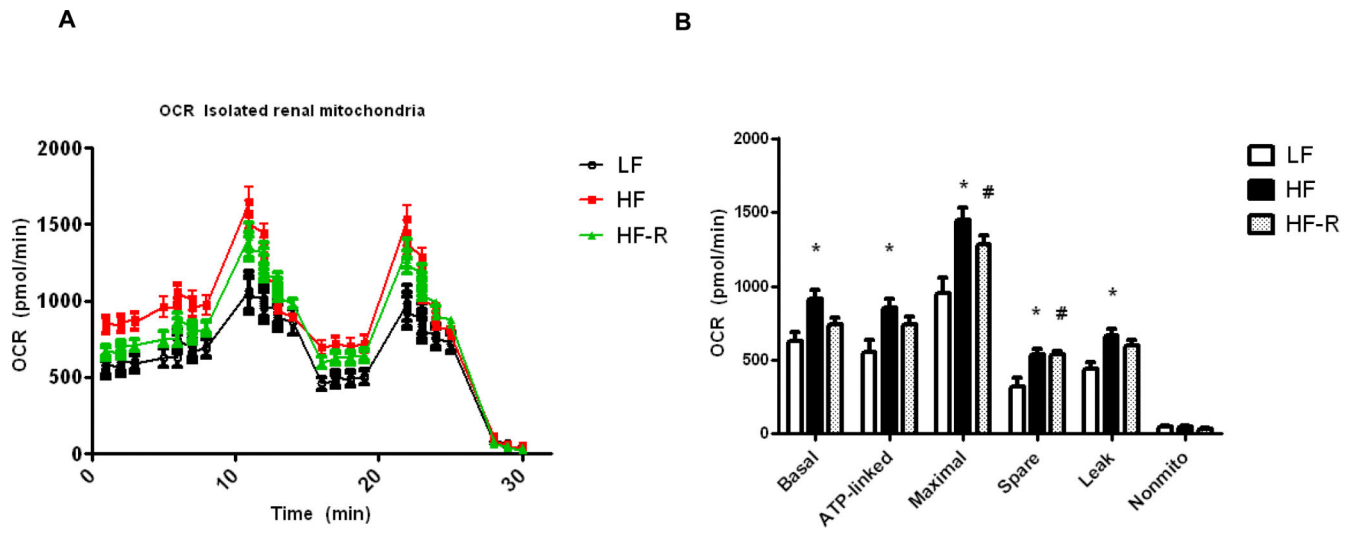 A
OCR Isolated renal mitochondria
OCR (pmol/min)
2000
1500
1000
500
0
0
10
20
30
Time (min)
LF
HF
HF-R
B
OCR (pmol/min)
2000
1500
1000
500
0
*
*
*
#
*
#
*
Basal
ATP-linked
Maximal
Spare
Leak
Nonmito
LF
HF
HF-R